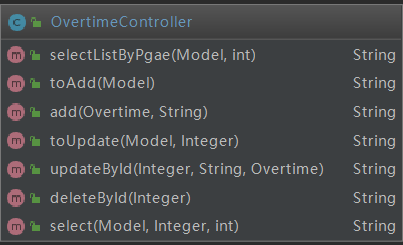 OvertimeController
selectListByPgae(Model, int) String
toAdd(Model) String
add(Overtime, String) String
toUpdate(Model, Integer) String
updateById(Integer, String, Overtime) String
deleteById(Integer) String
select(Model, Integer, int) String